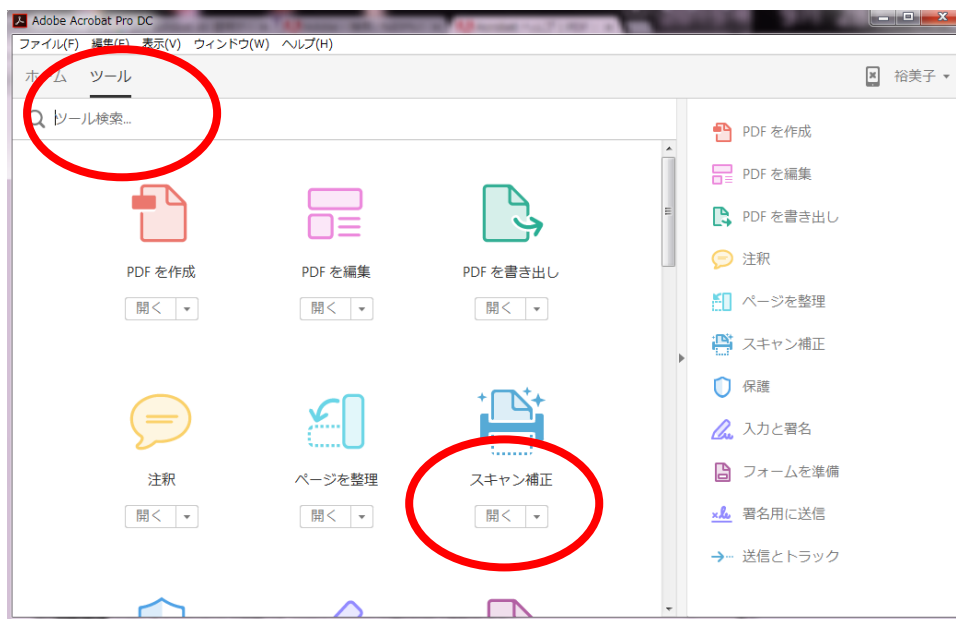 Adobe Acrobat Pro DC
ファイル(F) 編集(E) 表示(V) ウィンドウ(W) ヘルプ(H)
ホーム ツール
裕美子
ツール検索...
PDF を作成
PDF を編集
PDF を書き出し
開く
開く
開く
注釈
ページを整理
スキャン補正
開く
開く
開く
PDF を作成
PDF を編集
PDF を書き出し
注釈
ページを整理
スキャン補正
保護
入力と署名
フォームを準備
署名用に送信
送信とトラック